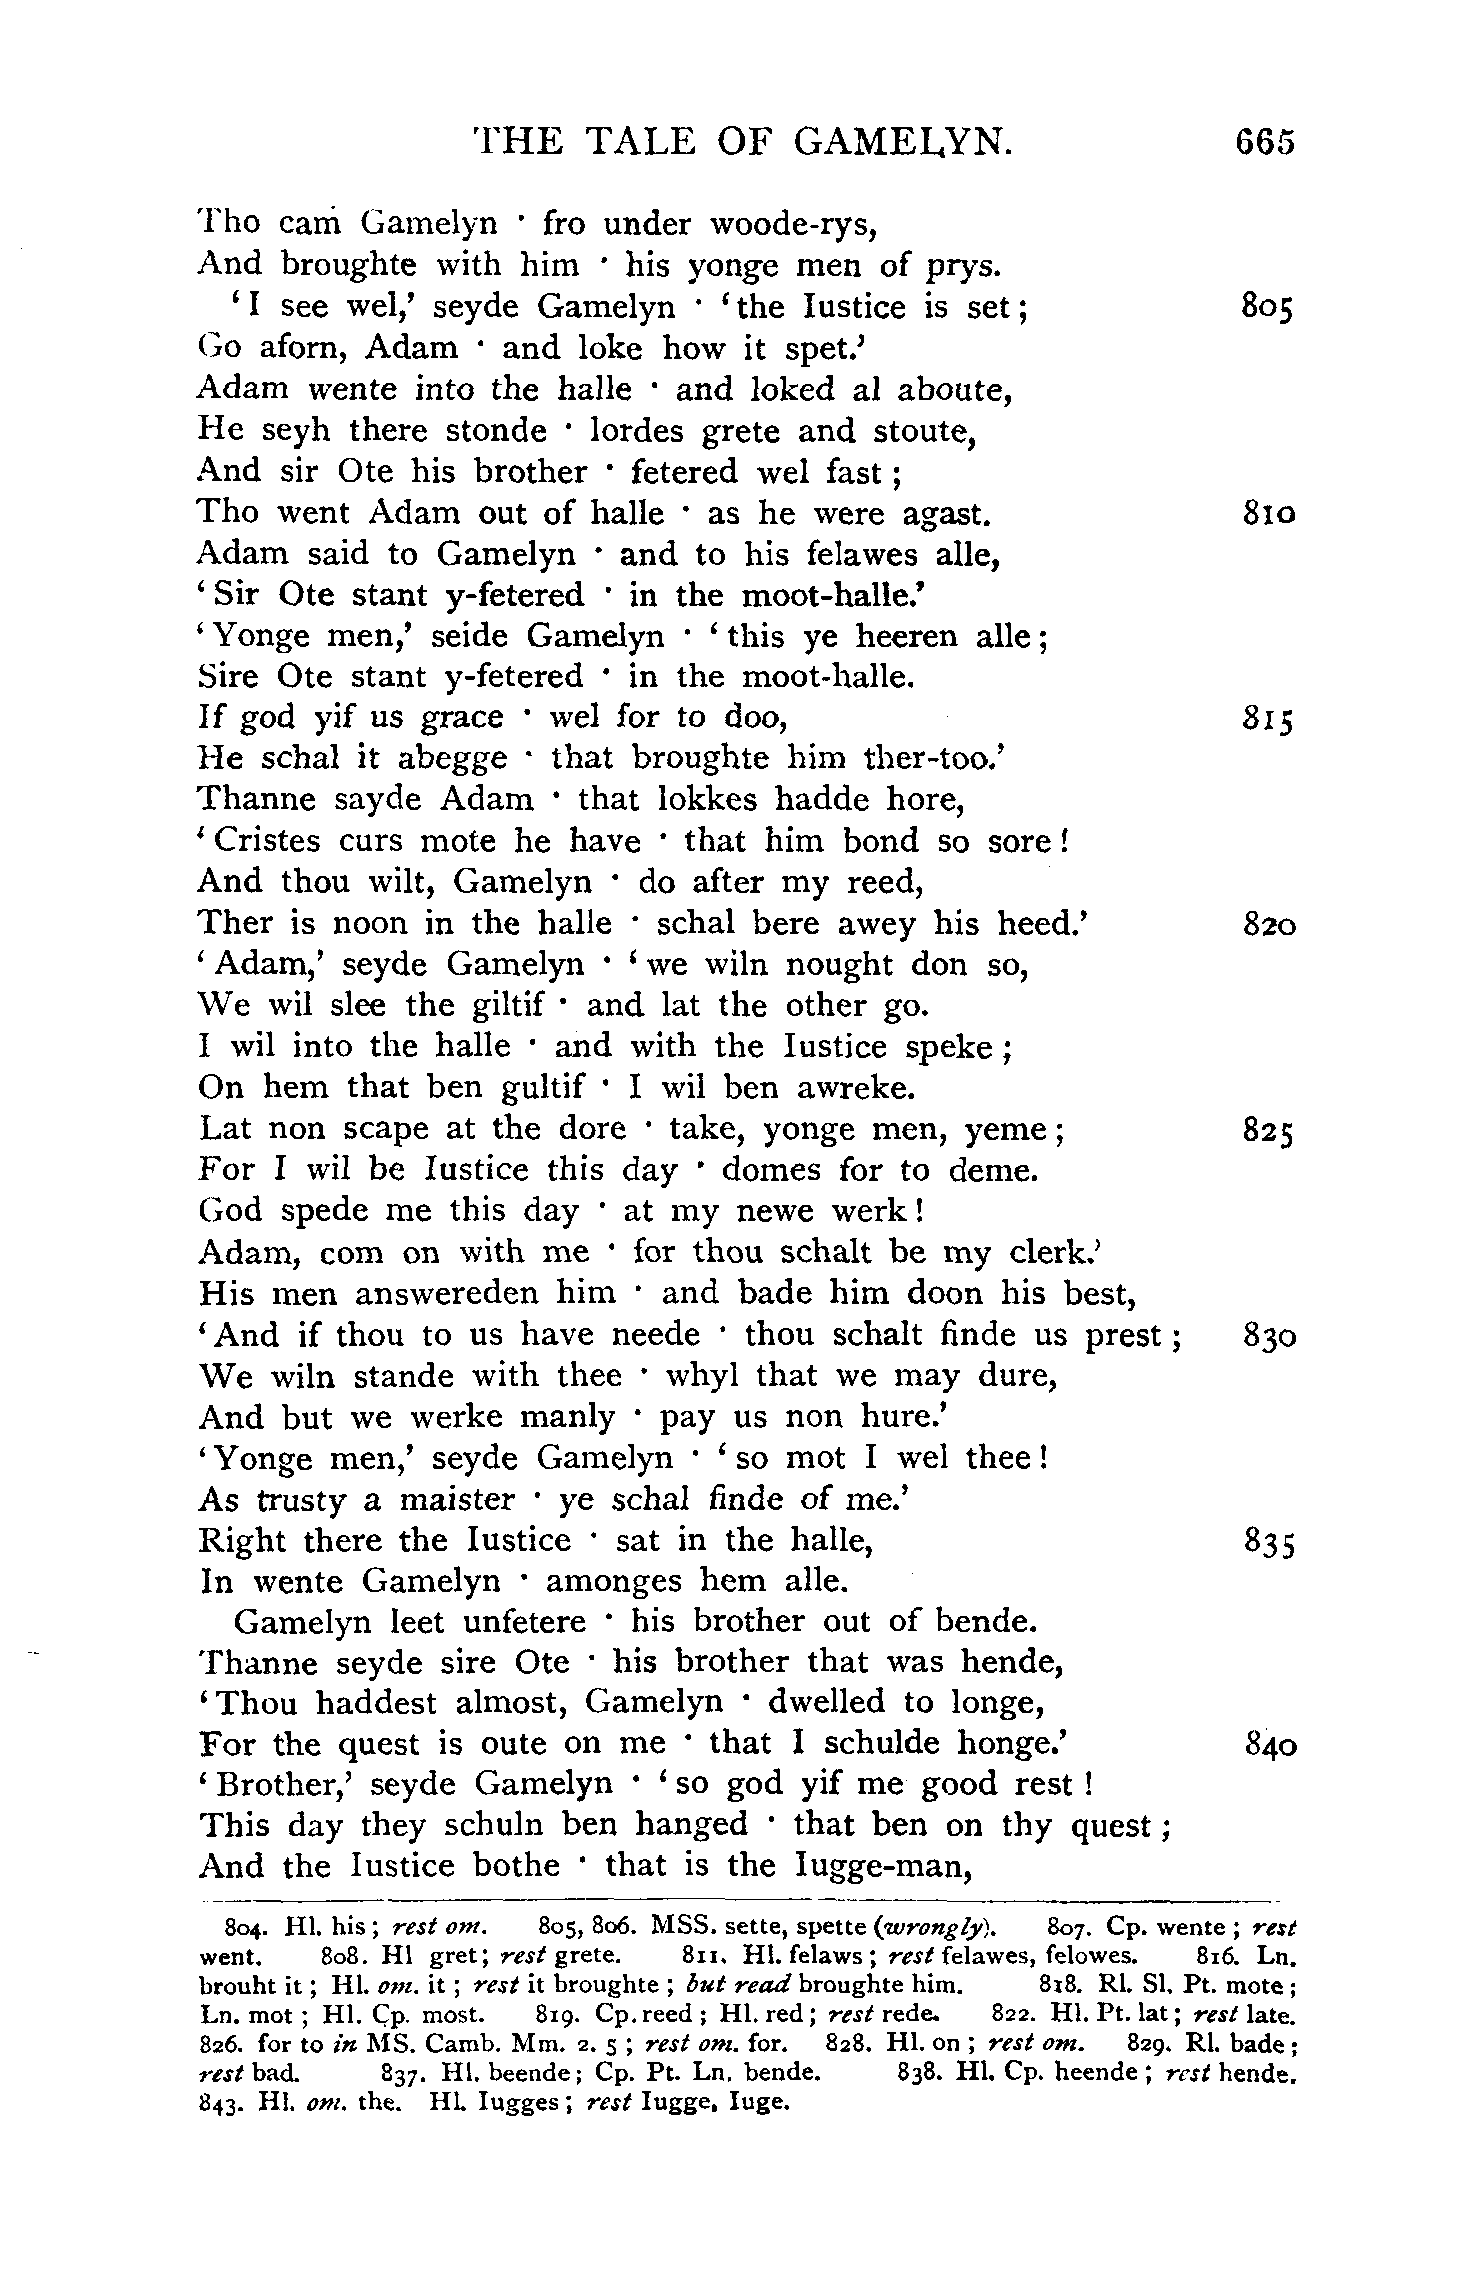 THE TALE OF GAMELYN. 665
Tho cam Gamelyn · fro under woode-rys,
And broughte with him · his yonge men of prys.
‘I see wel,’ seyde Gamelyn · ‘the Iustice is set; 805
Go aforn, Adam · and loke how it spet.’
Adam wente into the halle · and loked al aboute,
He seyh there stonde · lordes grete and stoute,
And sir Ote his brother · fetered wel fast;
Tho went Adam out of halle · as he were agast. 810
Adam said to Gamelyn · and to his felawes alle,
‘Sir Ote stant y-fetered · in the moot-halle.’
‘Yonge men,’ seide Gamelyn · ‘this ye heeren alle;
Sire Ote stant y-fetered · in the moot-halle.
If god yif us grace · wel for to doo, 815
He schal it abegge · that broughte him ther-too.’
Thanne sayde Adam · that lokkes hadde hore,
‘Cristes curs mote he have · that him bond so sore!
And thou wilt, Gamelyn · do after my reed,
Ther is noon in the halle · schal bere awey his heed.’ 820
‘Adam,’ seyde Gamelyn · ‘we wiln nought don so,
We wil slee the giltif · and lat the other go.
I wil into the halle · and with the Iustice speke;
On hem that ben gultif · I wil ben awreke.
Lat non scape at the dore · take, yonge men, yeme; 825
For I wil be Iustice this day · domes for to deme.
God spede me this day · at my newe werk!
Adam, com on with me · for thou schalt be my clerk.’
His men answereden him · and bade him doon his best,
‘And if thou to us have neede · thou schalt finde us prest; 830
We wiln stande with thee · whyl that we may dure,
And but we werke manly · pay us non hure.’
‘Yonge men,’ seyde Gamelyn · ‘so mot I wel thee!
As trusty a maister · ye schal finde of me.’
Right there the Iustice · sat in the halle, 835
In wente Gamelyn · amonges hem alle.
Gamelyn leet unfetere · his brother out of bende.
Thanne seyde sire Ote · his brother that was hende,
‘Thou haddest almost, Gamelyn · dwelled to longe,
For the quest is oute on me · that I schulde honge.’ 840
‘Brother,’ seyde Gamelyn · ‘so god yif me good rest!
This day they schuln ben hanged · that ben on thy quest;
And the Iustice bothe · that is the Iugge-man,
804. Hl. his; rest om. 805, 806. MSS. sette, spette (wrongly). 807. Cp. wente; rest
went. 808. Hl gret; rest grete. 811. Hl. felaws; rest felawes, felowes. 816. Ln.
brouht it; Hl. om. it; rest it broughte; but read broughte him. 818. Rl. Sl. Pt. mote;
Ln. mot; Hl. Cp. most. 819. Cp. reed; Hl. red; rest rede. 822. Hl. Pt. lat; rest late.
826. for to in MS. Camb. Mm. 2. 5; rest om. for. 828. Hl. on; rest om. 829. Rl. bade;
rest bad. 837. Hl. beende; Cp. Pt. Ln. bende. 838. Hl. Cp. heende; rest hende.
843. Hl. om. the. Hl. Iugges; rest Iugge, Iuge.